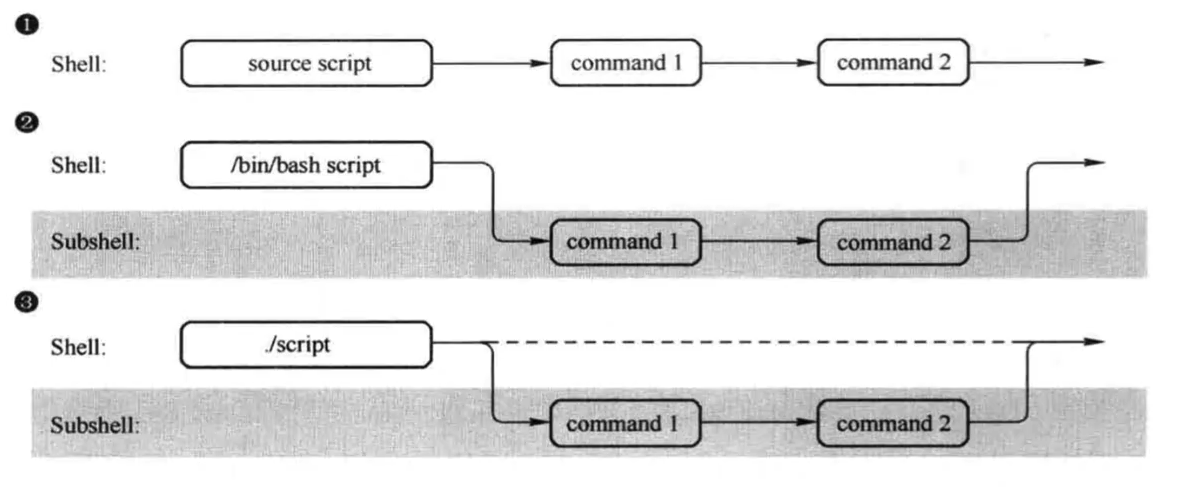 ❶
Shell: source script command 1 command 2
❷
Shell: /bin/bash script
Subshell: command 1 command 2
❸
Shell: ./script
Subshell: command 1 command 2